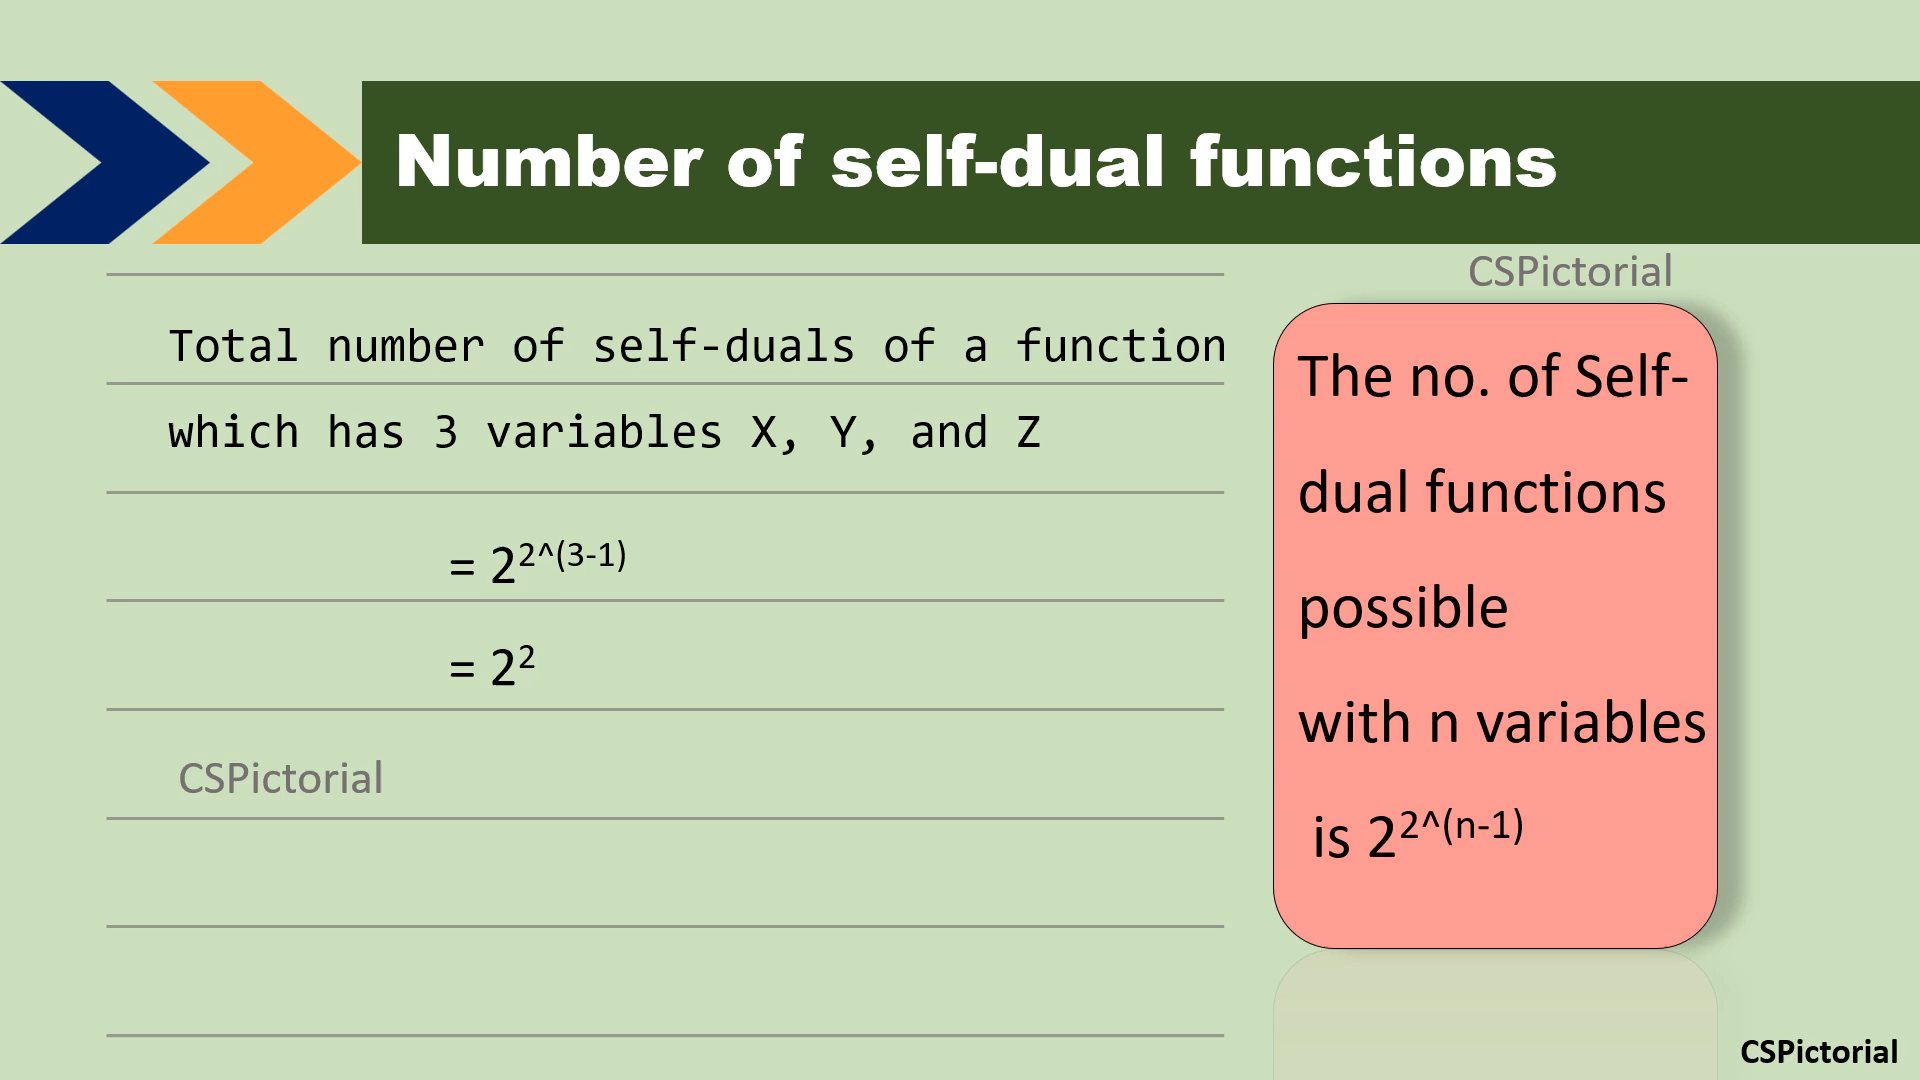 Number of self-dual functions
CSPictorial
Total number of self-duals of a function
which has 3 variables X, Y, and Z
= 2^2^(3-1)
= 2^2
CSPictorial
The no. of Self-
dual functions
possible
with n variables
is 2^2^(n-1)
CSPictorial